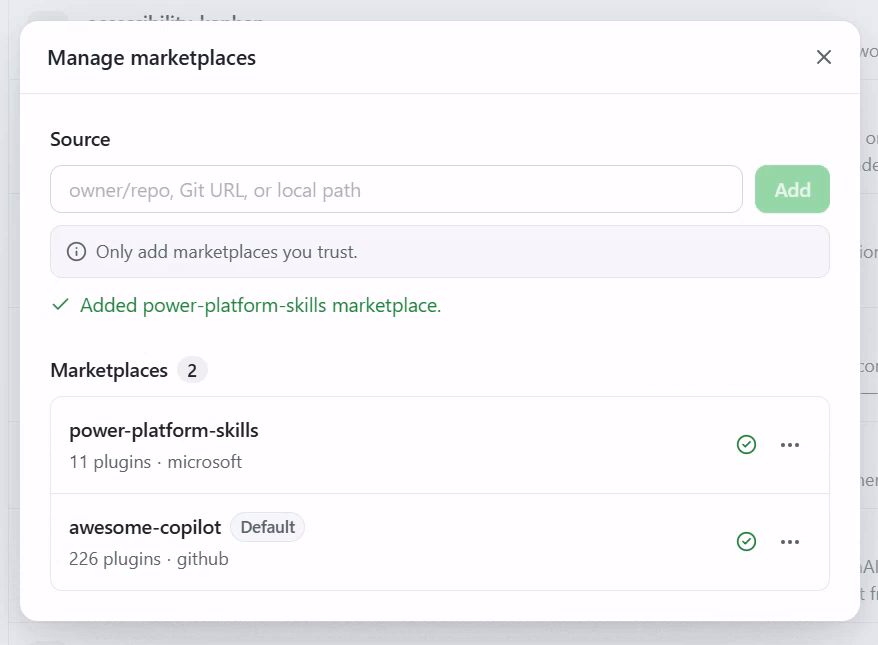 Manage marketplaces
Source
owner/repo, Git URL, or local path
Add
Only add marketplaces you trust.
Added power-platform-skills marketplace.
Marketplaces 2
power-platform-skills
11 plugins · microsoft
awesome-copilot Default
226 plugins · github